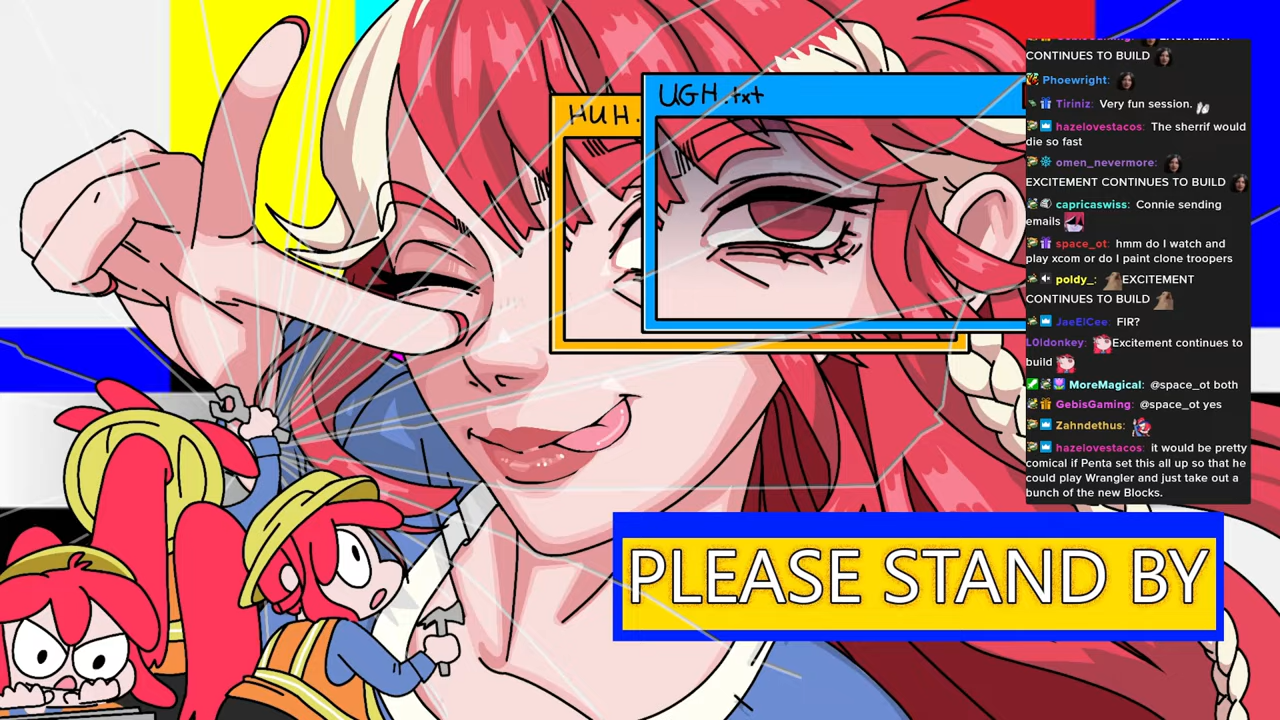 HUH.
UGH.txt
CONTINUES TO BUILD
Phoewright:
Tiriniz: Very fun session.
hazelovestacos: The sherrif would
die so fast
omen_nevermore:
EXCITEMENT CONTINUES TO BUILD
capricaswiss: Connie sending
emails
space_ot: hmm do I watch and
play xcom or do I paint clone troopers
poldy_: EXCITEMENT
CONTINUES TO BUILD
JaeElCee: FIR?
L0ldonkey: Excitement continues to
build
MoreMagical: @space_ot both
GebisGaming: @space_ot yes
Zahndethus:
hazelovestacos: it would be pretty
comical if Penta set this all up so that he
could play Wrangler and just take out a
bunch of the new Blocks.
PLEASE STAND BY